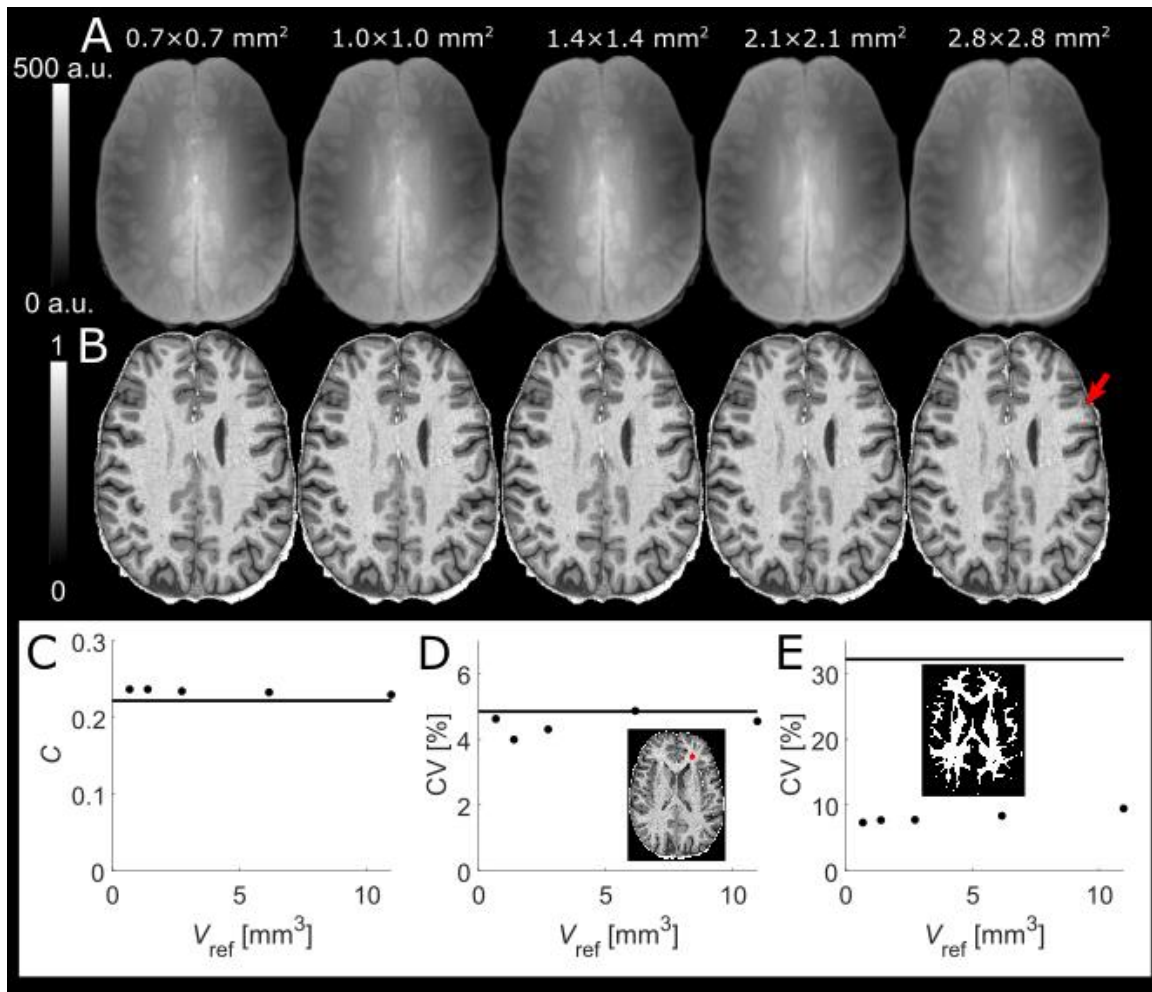 A
0.7×0.7 mm²
1.0×1.0 mm²
1.4×1.4 mm²
2.1×2.1 mm²
2.8×2.8 mm²
500 a.u.
0 a.u.
B
1
0
C
0.3
0.2
0.1
0
C
0
5
10
V_ref [mm³]
D
6
4
2
0
CV [%]
0
5
10
V_ref [mm³]
E
30
20
10
0
CV [%]
0
5
10
V_ref [mm³]